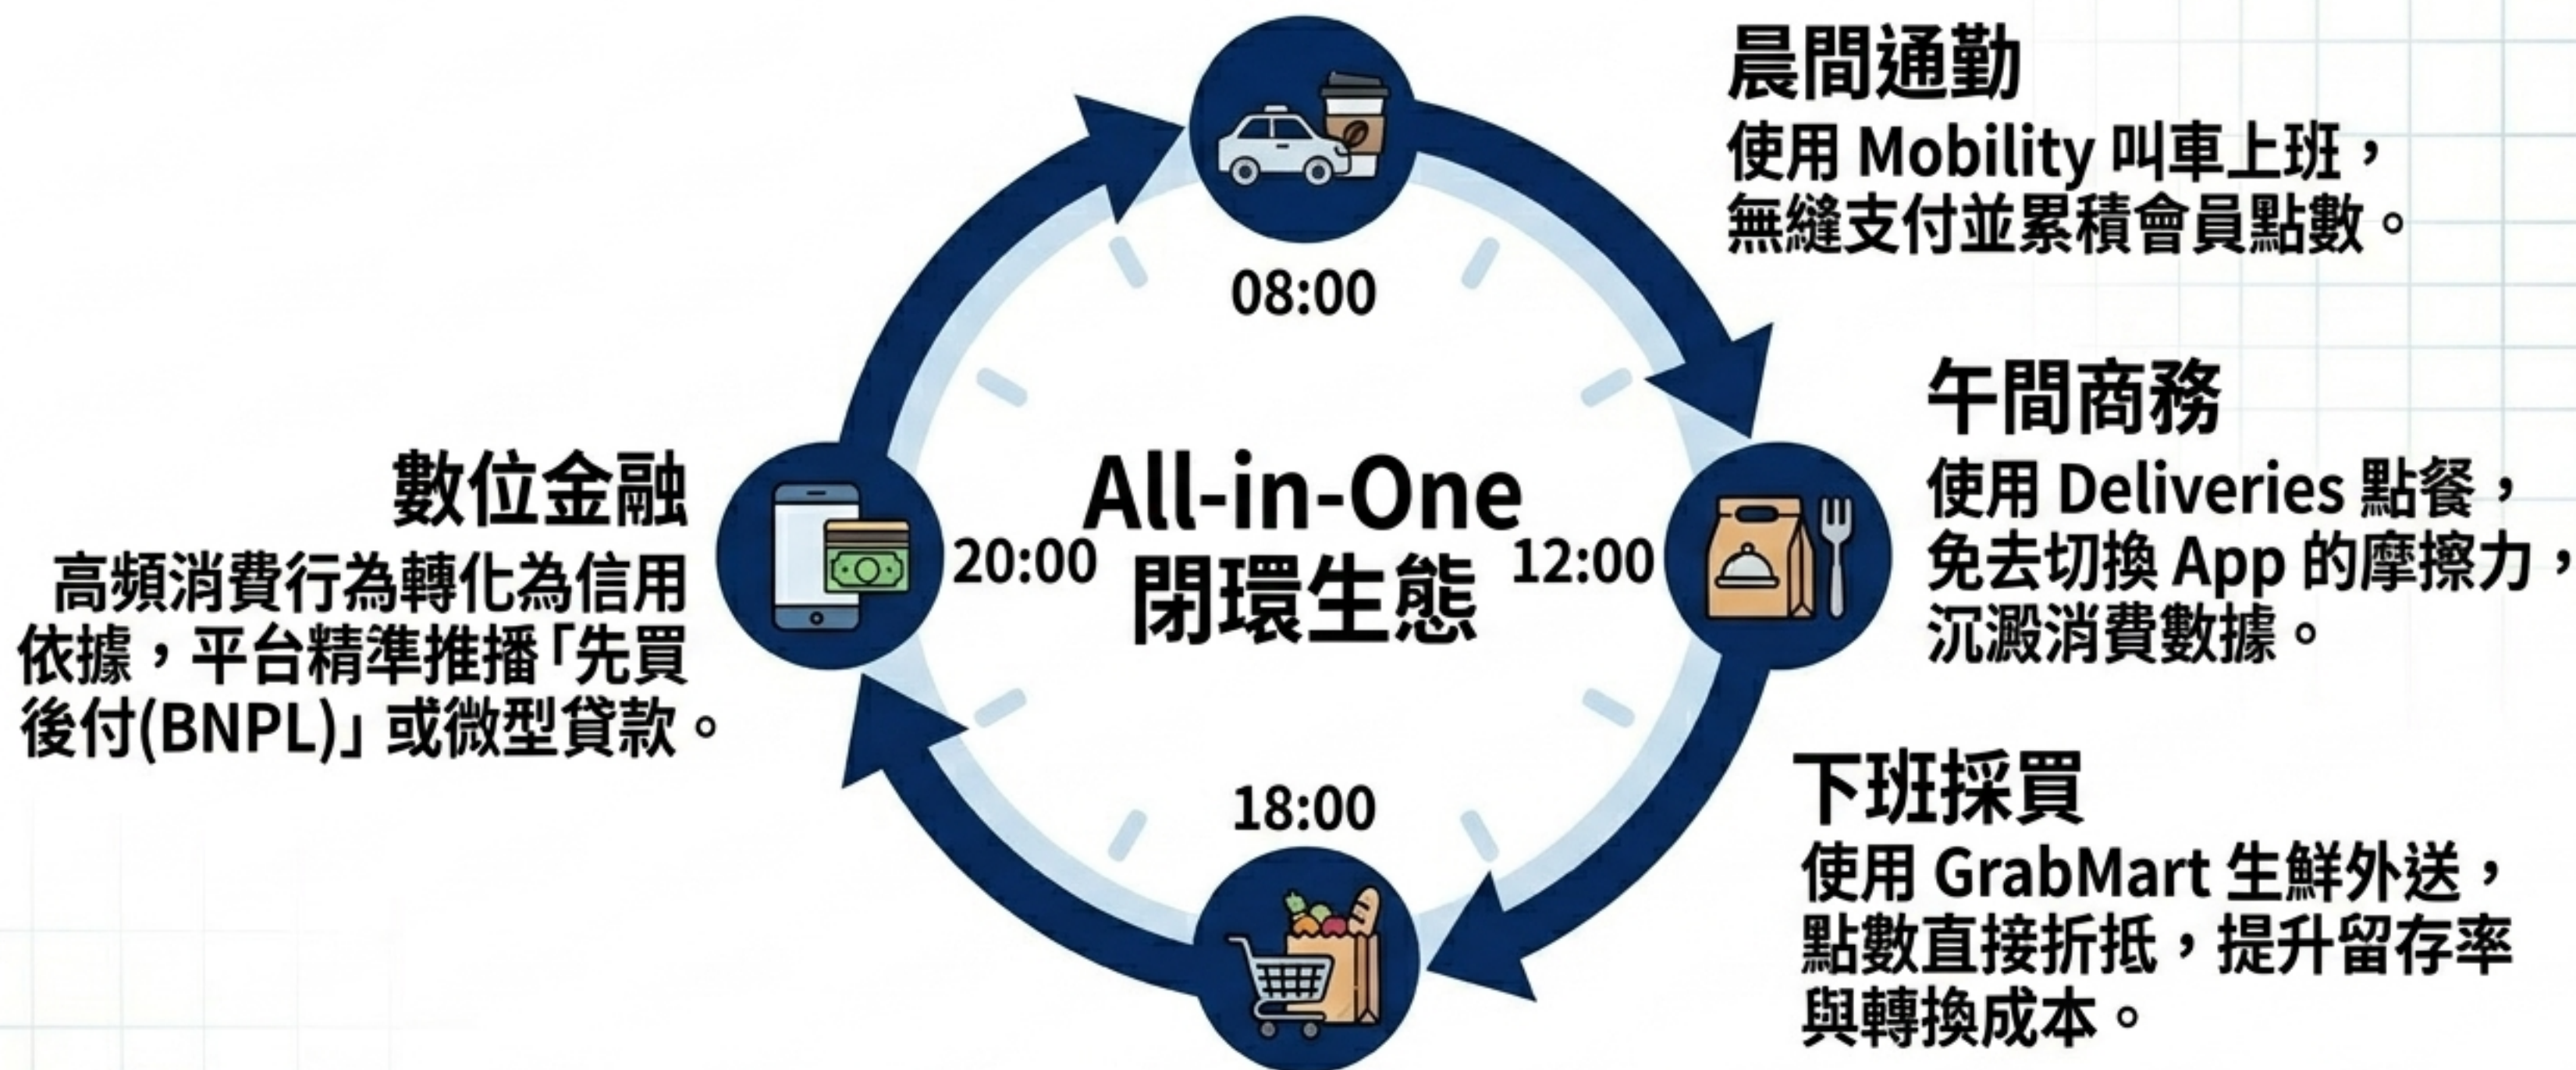 晨間通勤
使用 Mobility 叫車上班，
無縫支付並累積會員點數。
08:00
午間商務
使用 Deliveries 點餐，
免去切換 App 的摩擦力，
沉澱消費數據。
12:00
All-in-One
閉環生態
下班採買
使用 GrabMart 生鮮外送，
點數直接折抵，提升留存率
與轉換成本。
18:00
數位金融
高頻消費行為轉化為信用
依據，平台精準推播「先買
後付(BNPL)」或微型貸款。
20:00